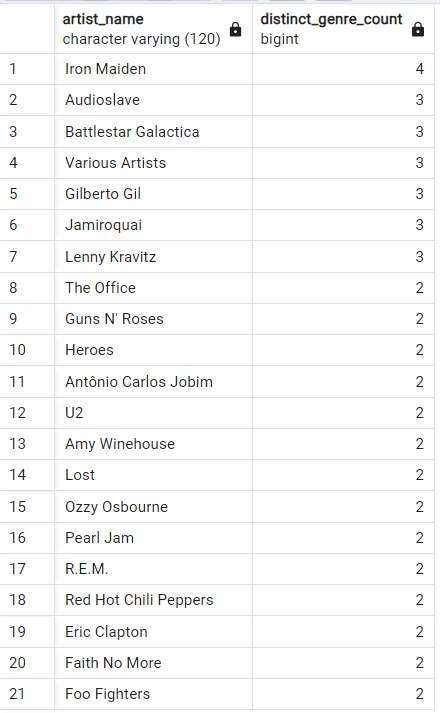 artist_name distinct_genre_count
character varying (120) bigint
1 Iron Maiden 4
2 Audioslave 3
3 Battlestar Galactica 3
4 Various Artists 3
5 Gilberto Gil 3
6 Jamiroquai 3
7 Lenny Kravitz 3
8 The Office 2
9 Guns N' Roses 2
10 Heroes 2
11 Antônio Carlos Jobim 2
12 U2 2
13 Amy Winehouse 2
14 Lost 2
15 Ozzy Osbourne 2
16 Pearl Jam 2
17 R.E.M. 2
18 Red Hot Chili Peppers 2
19 Eric Clapton 2
20 Faith No More 2
21 Foo Fighters 2